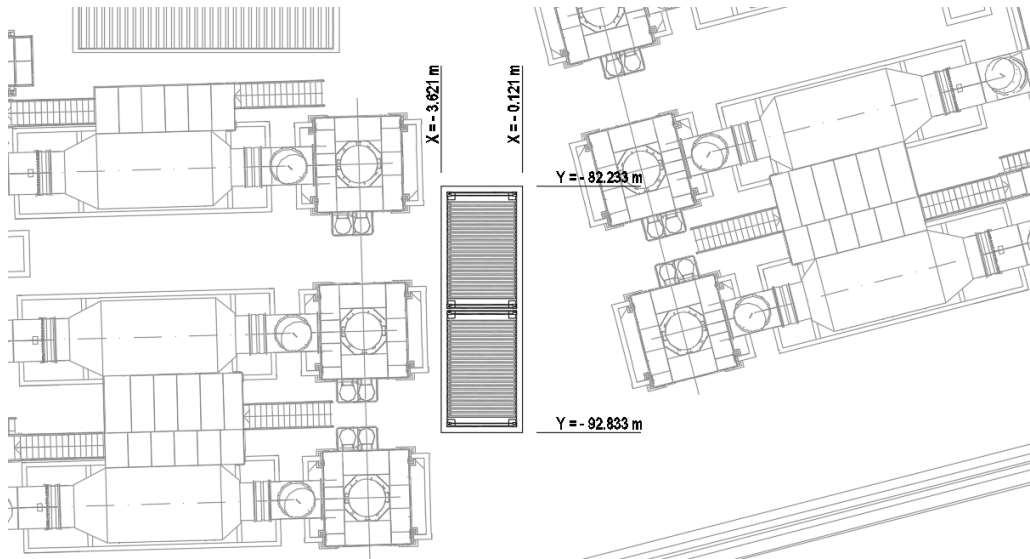 X = - 3.621 m
X = - 0.121 m
Y = - 82.233 m
Y = - 92.833 m